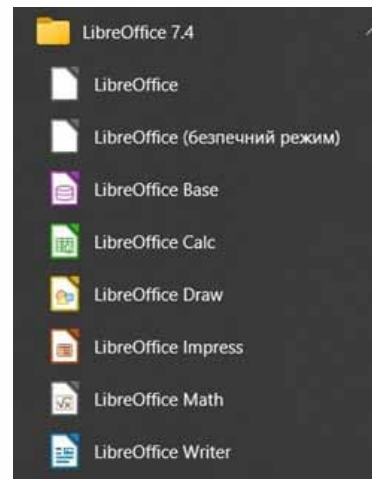 LibreOffice 7.4
LibreOffice
LibreOffice (безпечний режим)
LibreOffice Base
LibreOffice Calc
LibreOffice Draw
LibreOffice Impress
LibreOffice Math
LibreOffice Writer